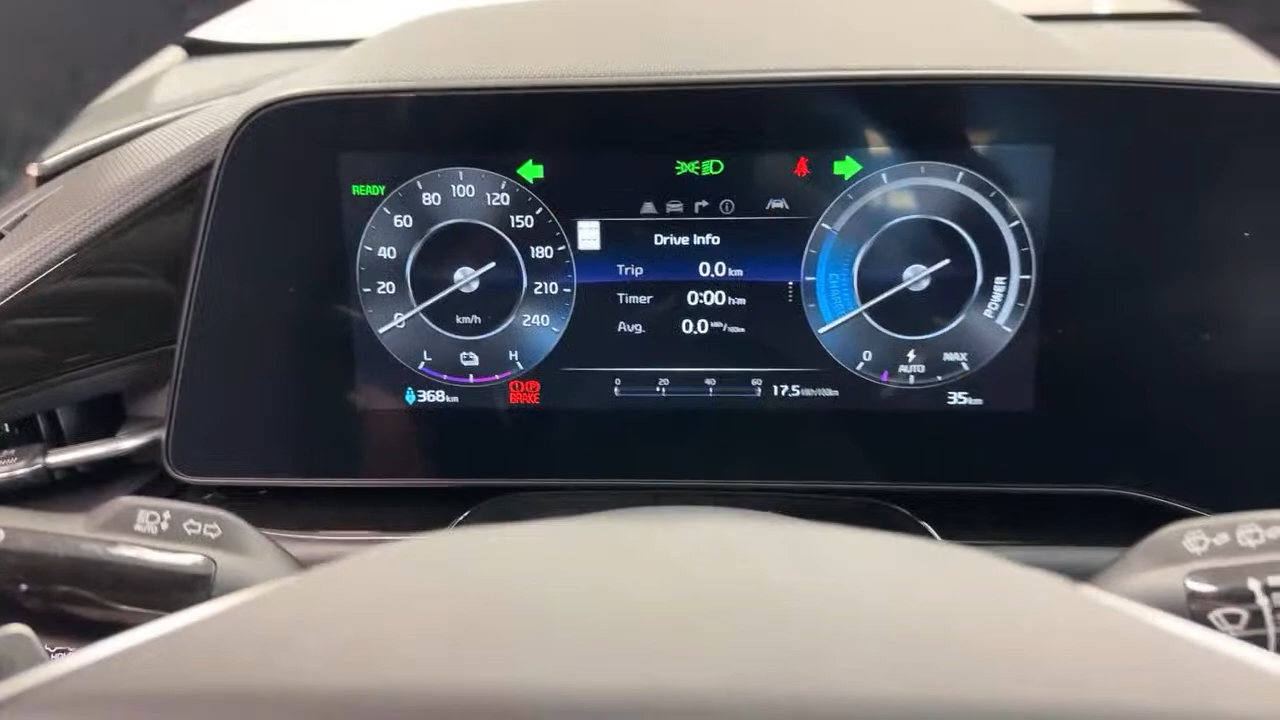 READY
0
20
40
60
80
100
120
150
180
210
240
km/h
L H
368km
BRAKE
Drive Info
Trip 0.0 km
Timer 0:00 h:m
Avg. 0.0 kWh/100km
0 20 40 60
17.5 kWh/100km
CHARGE
POWER
0 AUTO MAX
35km
AUTO